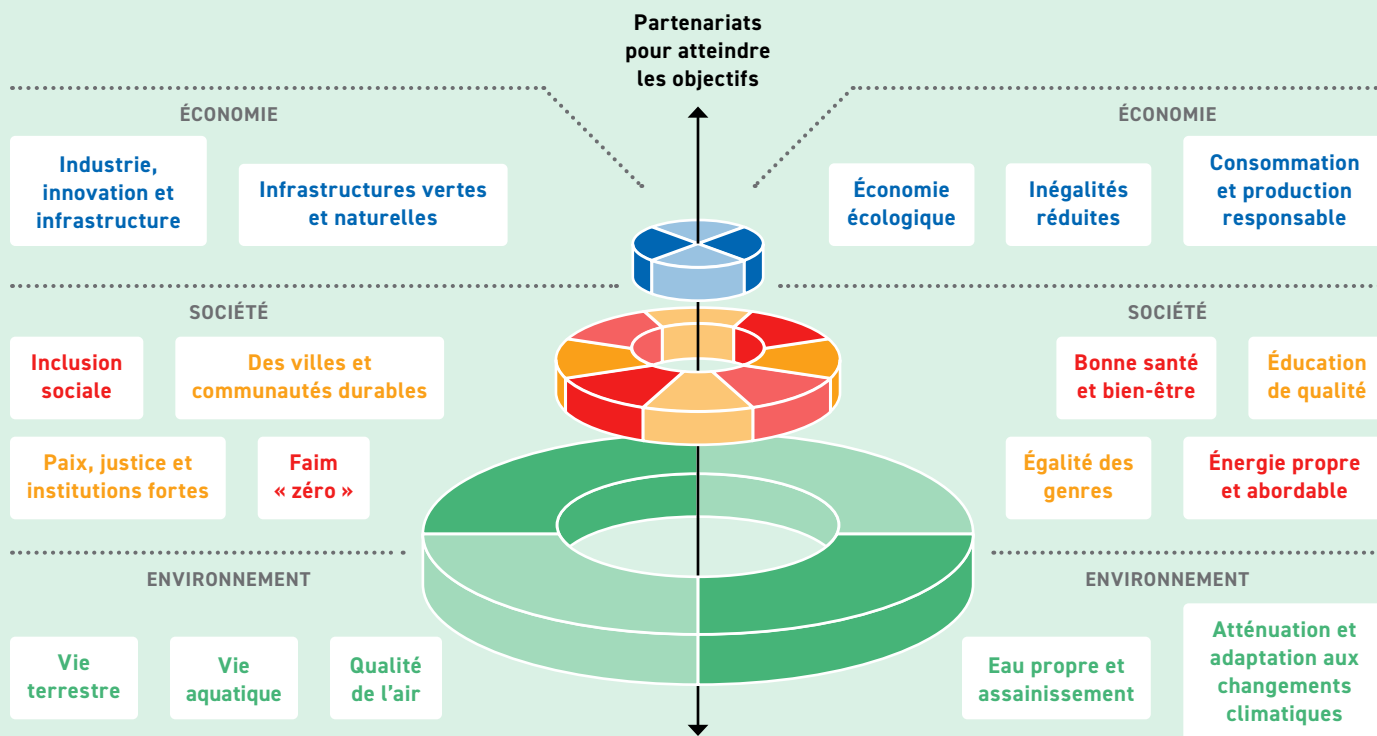 Partenariats
pour atteindre
les objectifs
ÉCONOMIE
Industrie,
innovation et
infrastructure
Infrastructures vertes
et naturelles
ÉCONOMIE
Économie
écologique
Inégalités
réduites
Consommation
et production
responsable
SOCIÉTÉ
Inclusion
sociale
Des villes et
communautés durables
Paix, justice et
institutions fortes
Faim
« zéro »
SOCIÉTÉ
Bonne santé
et bien-être
Éducation
de qualité
Égalité des
genres
Énergie propre
et abordable
ENVIRONNEMENT
Vie
terrestre
Vie
aquatique
Qualité
de l’air
ENVIRONNEMENT
Eau propre et
assainissement
Atténuation et
adaptation aux
changements
climatiques